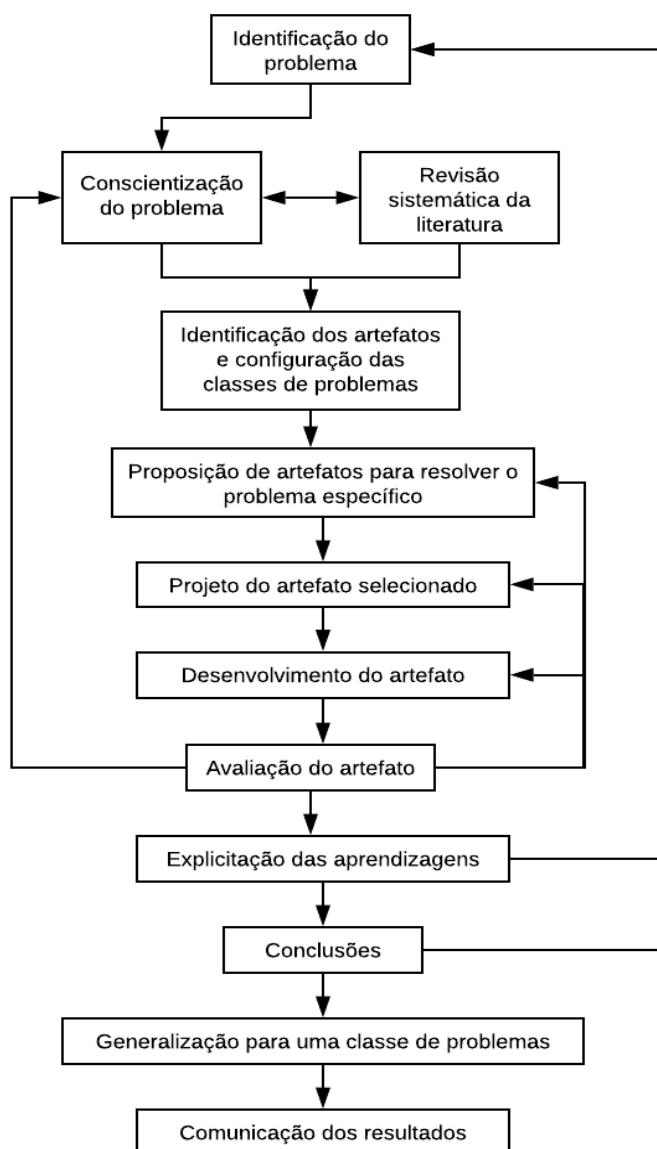 Identificação do
problema
Conscientização
do problema
Revisão
sistemática da
literatura
Identificação dos artefatos
e configuração das
classes de problemas
Proposição de artefatos para resolver o
problema específico
Projeto do artefato selecionado
Desenvolvimento do artefato
Avaliação do artefato
Explicitação das aprendizagens
Conclusões
Generalização para uma classe de problemas
Comunicação dos resultados